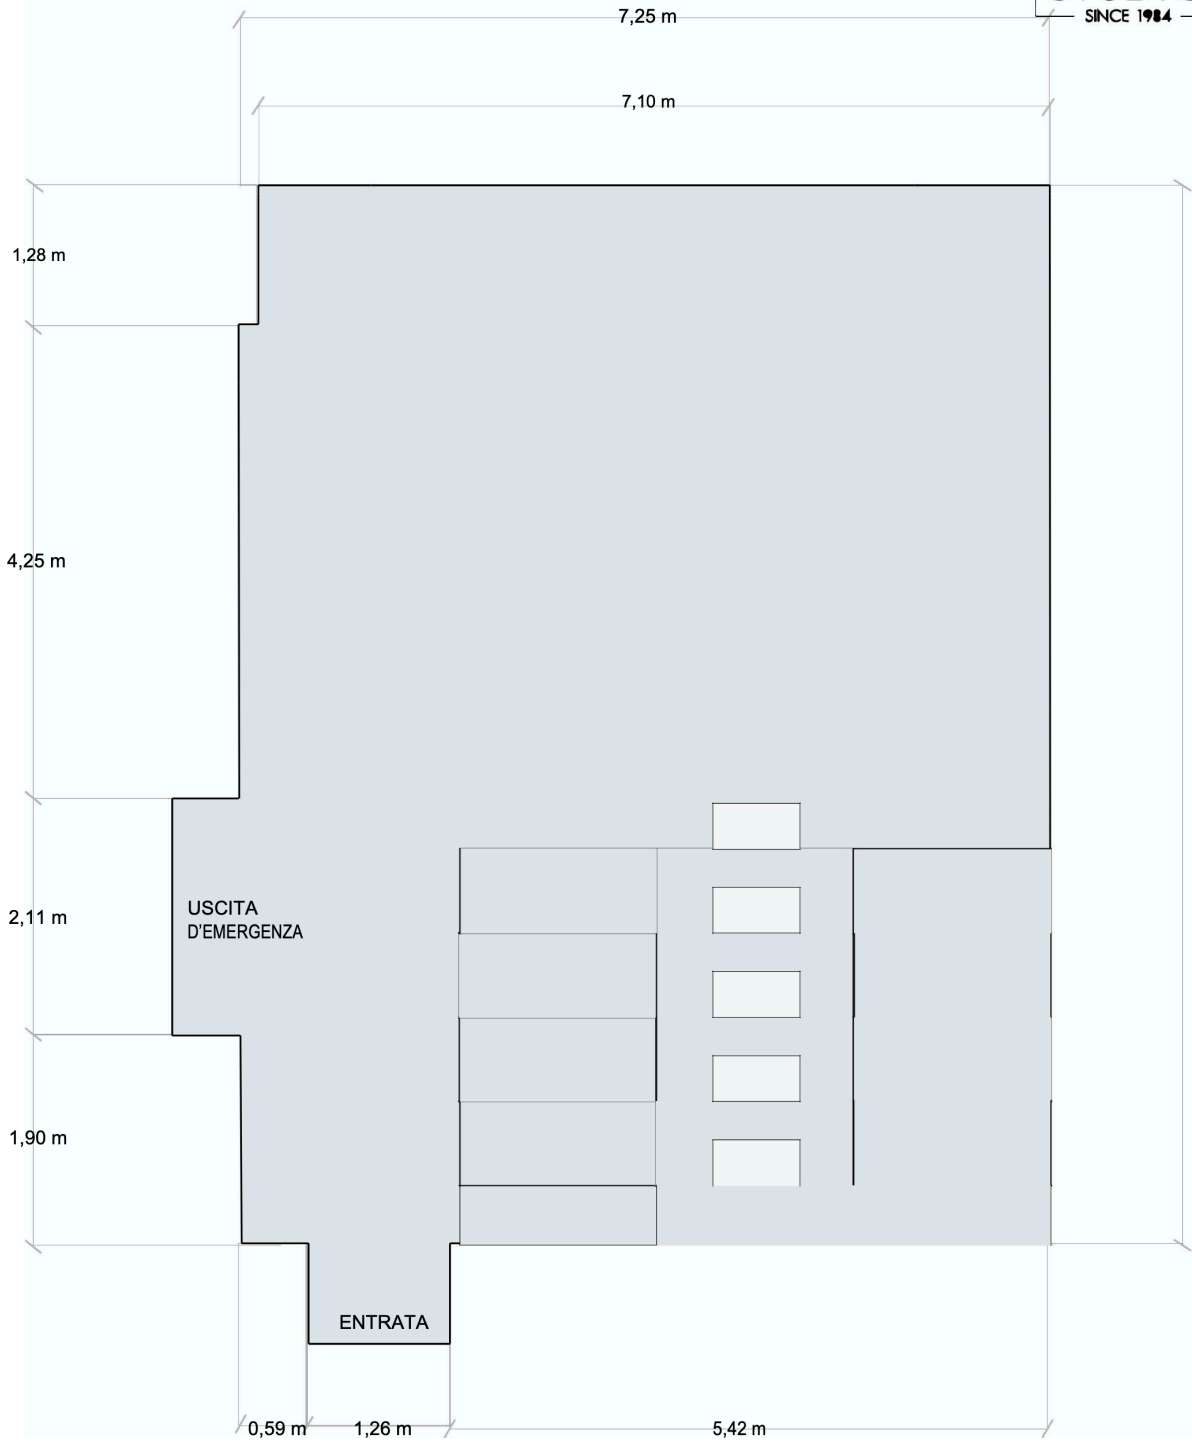 7,25 m
SINCE 1984
7,10 m
1,28 m
4,25 m
2,11 m
USCITA
D'EMERGENZA
1,90 m
ENTRATA
0,59 m
1,26 m
5,42 m